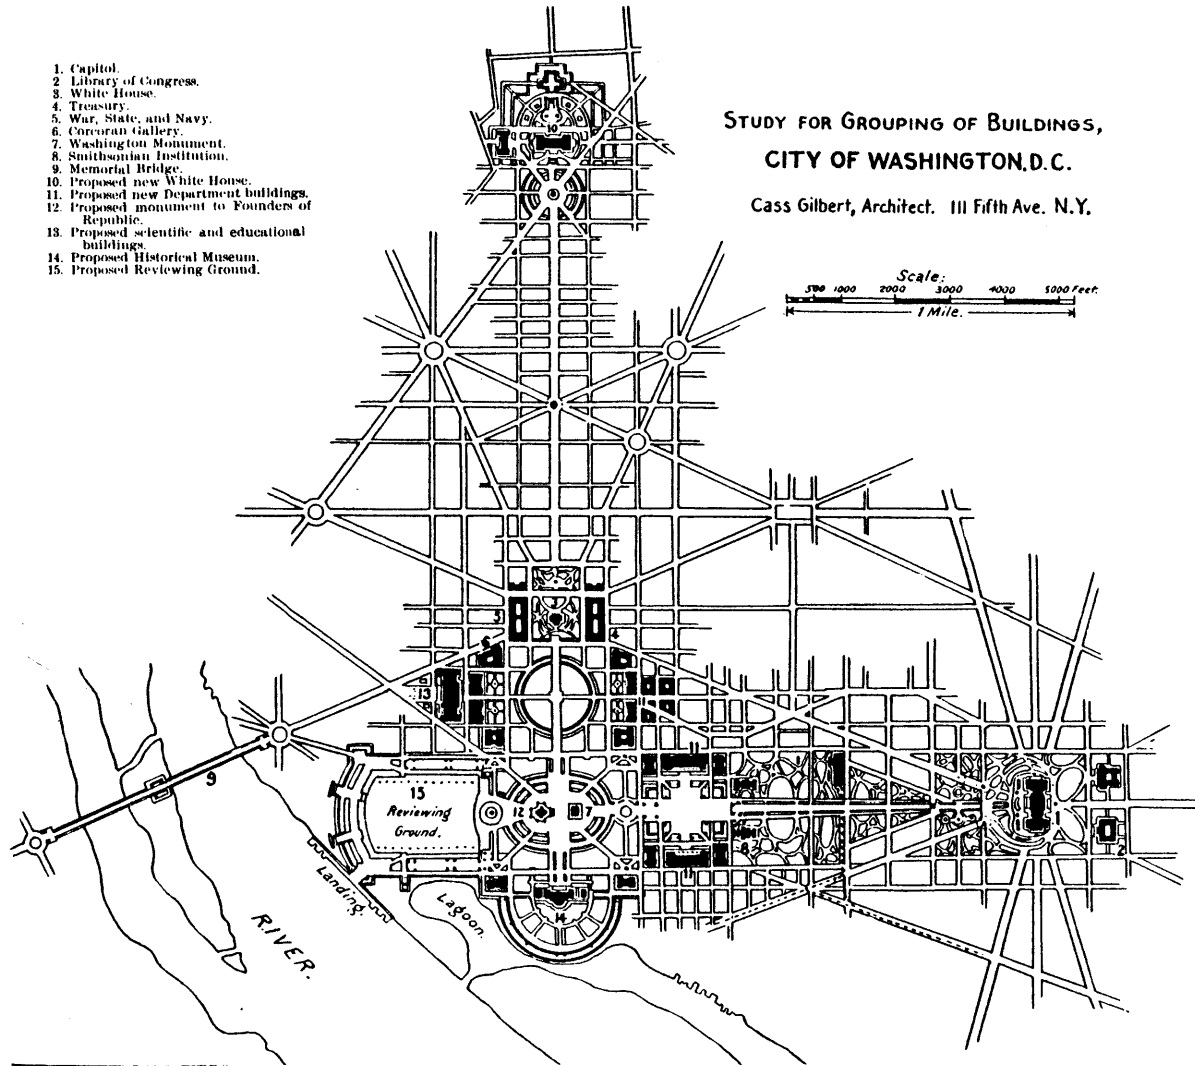 1. Capitol.
2 Library of Congress.
3. White House.
4. Treasury.
5. War, State, and Navy.
6. Corcoran Gallery.
7. Washington Monument.
8. Smithsonian Institution.
9. Memorial Bridge.
10. Proposed new White House.
11. Proposed new Department buildings.
12. Proposed monument to Founders of
Republic.
13. Proposed scientific and educational
buildings.
14. Proposed Historical Museum.
15. Proposed Reviewing Ground.
STUDY FOR GROUPING OF BUILDINGS,
CITY OF WASHINGTON, D.C.
Cass Gilbert, Architect. 111 Fifth Ave. N.Y.
Scale:
500 1000 2000 3000 4000 5000 Feet.
1 Mile.
10
3
5
4
6
13
11
9
15
Reviewing
Ground.
12
7
8
2
14
Landing.
Lagoon.
RIVER.